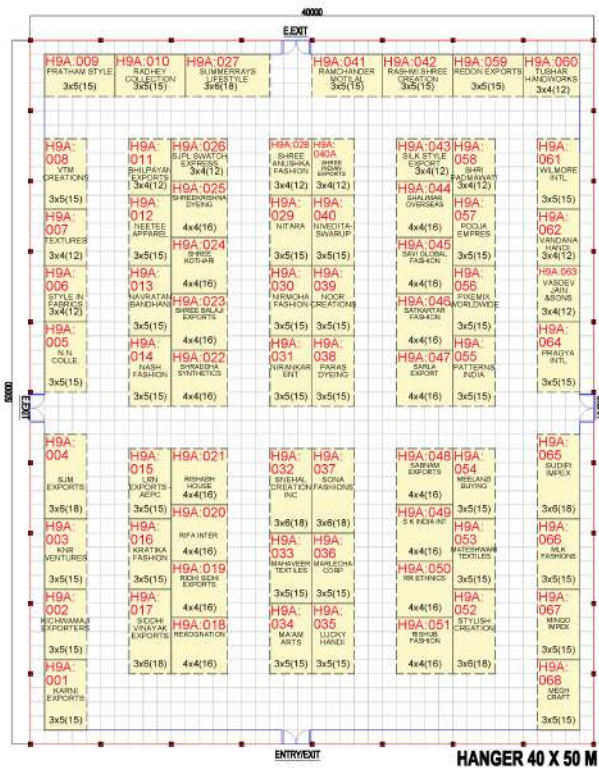 40000
E.EXIT
H9A:009
PRATHAM STYLE
3x5(15)
H9A:010
RADHEY
COLLECTION
3x5(15)
H9A:027
SUMMERRAYS
LIFESTYLE
3x6(18)
H9A:041
RAMCHANDER
MOTILAL
3x5(15)
H9A:042
RASHMI SHREE
CREATION
3x5(15)
H9A:059
REDON EXPORTS
3x5(15)
H9A:060
TUSHAR
HANDWORKS
3x4(12)
H9A:
008
VTM
CREATIONS
3x5(15)
H9A:
007
TEXTURES
3x4(12)
H9A:
006
STYLE IN
FABRICS
3x4(12)
H9A:
005
N.N
COLLE.
3x5(15)
H9A:
011
SHILPAYAN
EXPORTS
3x4(12)
H9A:
012
NEETEE
APPAREL
3x5(15)
H9A:
013
NAVRATAN
BANDHANI
3x5(15)
H9A:
014
NASH
FASHION
3x5(15)
H9A:026
SJPL SWATCH
EXPRESS
3x4(12)
H9A:025
SHREEKRISHNA
DYEING
4x4(16)
H9A:024
SHREE
KOTHARI
4x4(16)
H9A:023
SHREE BALAJI
EXPORTS
4x4(16)
H9A:022
SHRADDHA
SYNTHETICS
4x4(16)
H9A:028
SHREE
ANUSHKA
FASHION
3x4(12)
H9A:
029
NITARA
3x5(15)
H9A:
030
NIRMOHA
FASHION
3x5(15)
H9A:
031
NIRANKAR
ENT
3x5(15)
H9A:
040A
SHREE
INDIAN
EXPORTS
3x4(12)
H9A:
040
NIVEDITA-
SWARUP
3x5(15)
H9A:
039
NOOR
CREATIONS
3x5(15)
H9A:
038
PARAS
DYEING
3x5(15)
H9A:043
SILK STYLE
EXPORT
3x4(12)
H9A:044
SHALIMAR
OVERSEAS
4x4(16)
H9A:045
SAVI GLOBAL
FASHION
4x4(16)
H9A:046
SATKARTAR
FASHION
4x4(16)
H9A:047
SARLA
EXPORT
4x4(16)
H9A:
058
SHRI
PADMAWATI
3x4(12)
H9A:
057
POOJA
EMPRES
3x5(15)
H9A:
056
PIXEMIX
WORLDWIDE
3x5(15)
H9A:
055
PATTERNS
INDIA
3x5(15)
H9A:
061
WILMORE
INTL.
3x5(15)
H9A:
062
VANDANA
HANDI.
3x4(12)
H9A:063
VASDEV
JAIN
&SONS
3x4(12)
H9A:
064
PRAGYA
INTL.
3x5(15)
50000
E.EXIT
H9A:
004
SJM
EXPORTS
3x6(18)
H9A:
003
KNR
VENTURES
3x5(15)
H9A:
002
KICHWAMAJI
EXPORTERS
3x5(15)
H9A:
001
KARNI
EXPORTS
3x5(15)
H9A:
015
LRN
EXPORTS -
AEPC
3x5(15)
H9A:
016
KRATIKA
FASHION
3x5(15)
H9A:
017
SIDDHI
VINAYAK
EXPORTS
3x6(18)
H9A:021
RISHABH
HOUSE
4x4(16)
H9A:020
RIFA INTER.
4x4(16)
H9A:019
RIDHI SIDHI
EXPORTS
4x4(16)
H9A:018
REKOGNATION
4x4(16)
H9A:
032
SNEHAL
CREATION
INC
3x6(18)
H9A:
033
MAHAVEER
TEXTILES
3x5(15)
H9A:
034
MA'AM
ARTS
3x5(15)
H9A:
037
SONA
FASHIONS
3x6(18)
H9A:
036
MARLECHA
CORP.
3x5(15)
H9A:
035
LUCKY
HANDI.
3x5(15)
H9A:048
SABNAM
EXPORTS
4x4(16)
H9A:049
S K INDIA INT
4x4(16)
H9A:050
RR ETHNICS
4x4(16)
H9A:051
RISHUB
FASHION
4x4(16)
H9A:
054
MEELANZI
BUYING
3x5(15)
H9A:
053
MATESHWARI
TEXTILES
3x5(15)
H9A:
052
STYLISH
CREATION
3x6(18)
H9A:
065
SUDITI
IMPEX
3x6(18)
H9A:
066
MLK
FASHIONS
3x5(15)
H9A:
067
MINGO
IMPEX
3x5(15)
H9A:
068
MEGH
CRAFT
3x5(15)
ENTRY/EXIT
HANGER 40 X 50 M